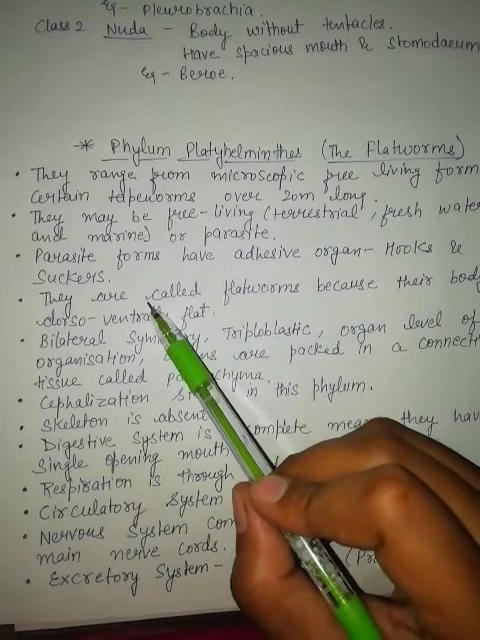 Eg - Pleurobrachia.
Class 2 Nuda - Body without tentacles.
Have spacious mouth & Stomodaeum
Eg - Beroe.
* Phylum Platyhelminthes (The Flatworms)
• They range from microscopic free living form
Certain tapeworms over 20m long.
• They may be free-living (terrestrial, fresh water
and marine) or parasite.
• Parasite forms have adhesive organ - Hooks &
Suckers.
• They are called flatworms because their body
dorso-ventral flat.
• Bilateral Symmetry, Triploblastic, organ level of
organisation, are packed in a connecti
tissue called
• Cephalization in this phylum.
• Skeleton is absent
• Digestive System is mean they hav
Single opening mouth
• Respiration is through
• Circulatory System
• Nervous System com
main nerve cords. (Pro
• Excretory System -